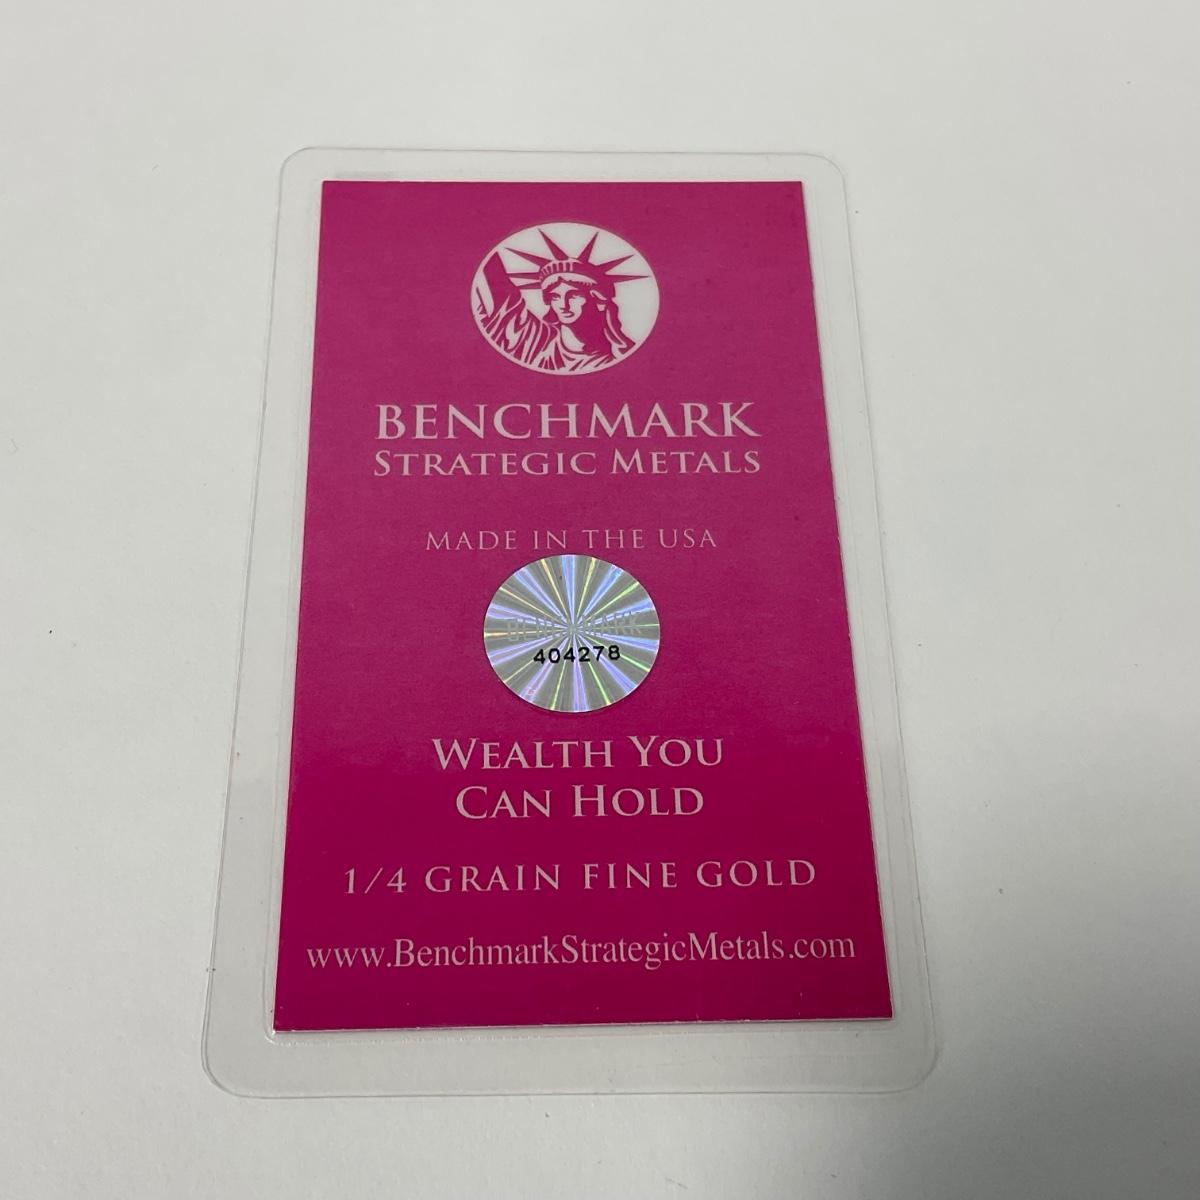 BENCHMARK
STRATEGIC METALS
MADE IN THE USA
BENCHMARK
404278
WEALTH YOU
CAN HOLD
1/4 GRAIN FINE GOLD
www.BenchmarkStrategicMetals.com